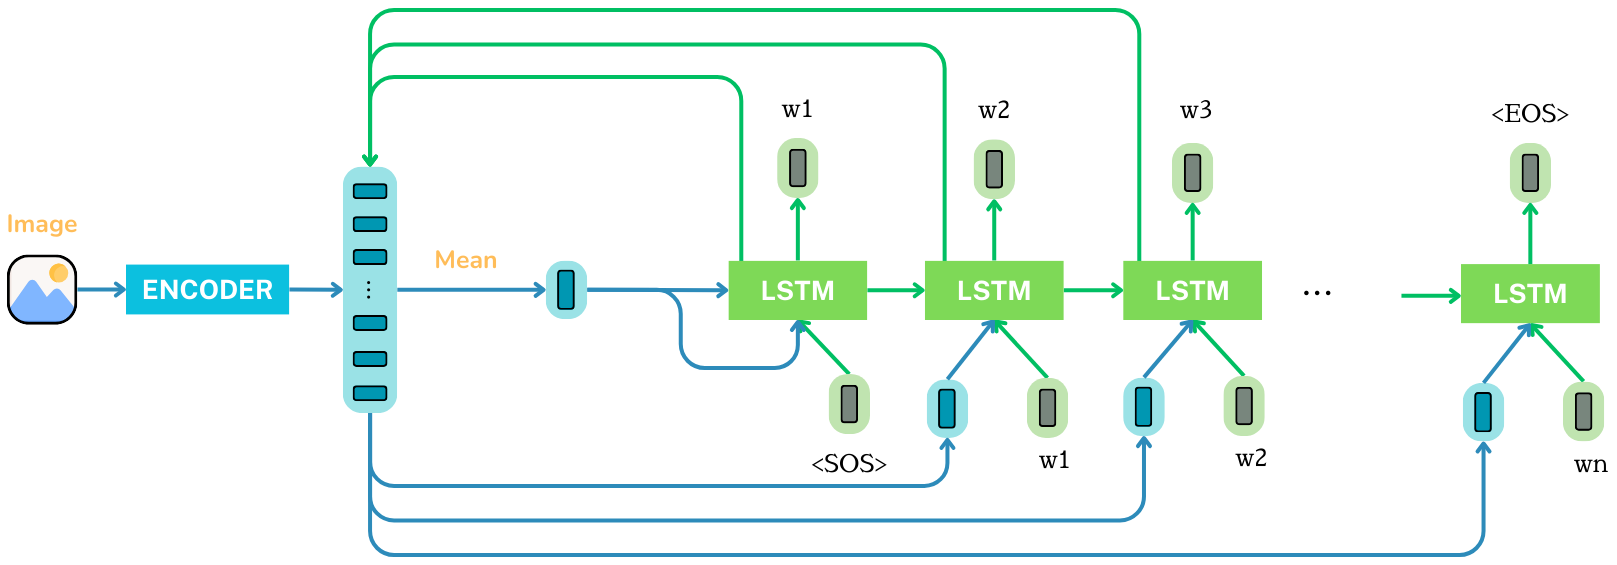 w1
w2
w3
<EOS>
Image
Mean
ENCODER
LSTM
LSTM
LSTM
...
LSTM
<SOS>
w1
w2
wn